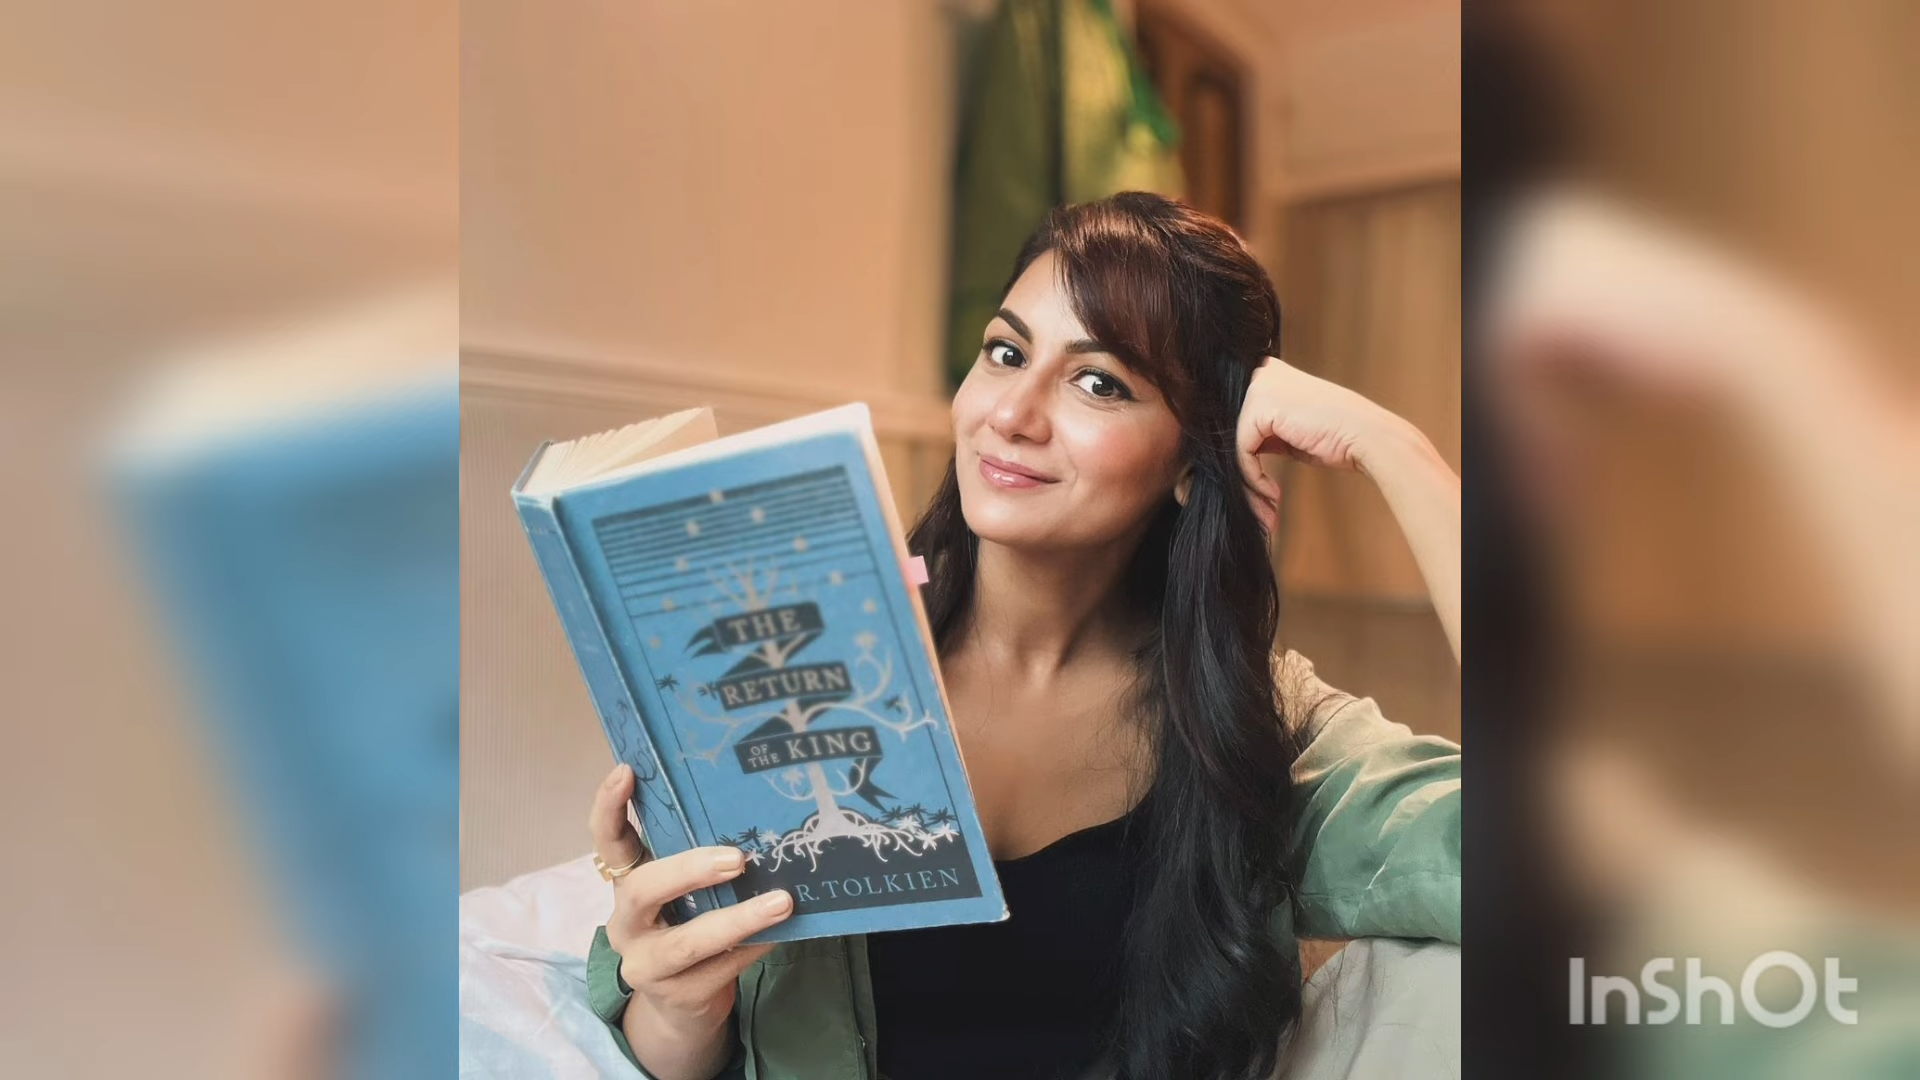 THE
RETURN
OF THE KING
R. TOLKIEN
InShOt